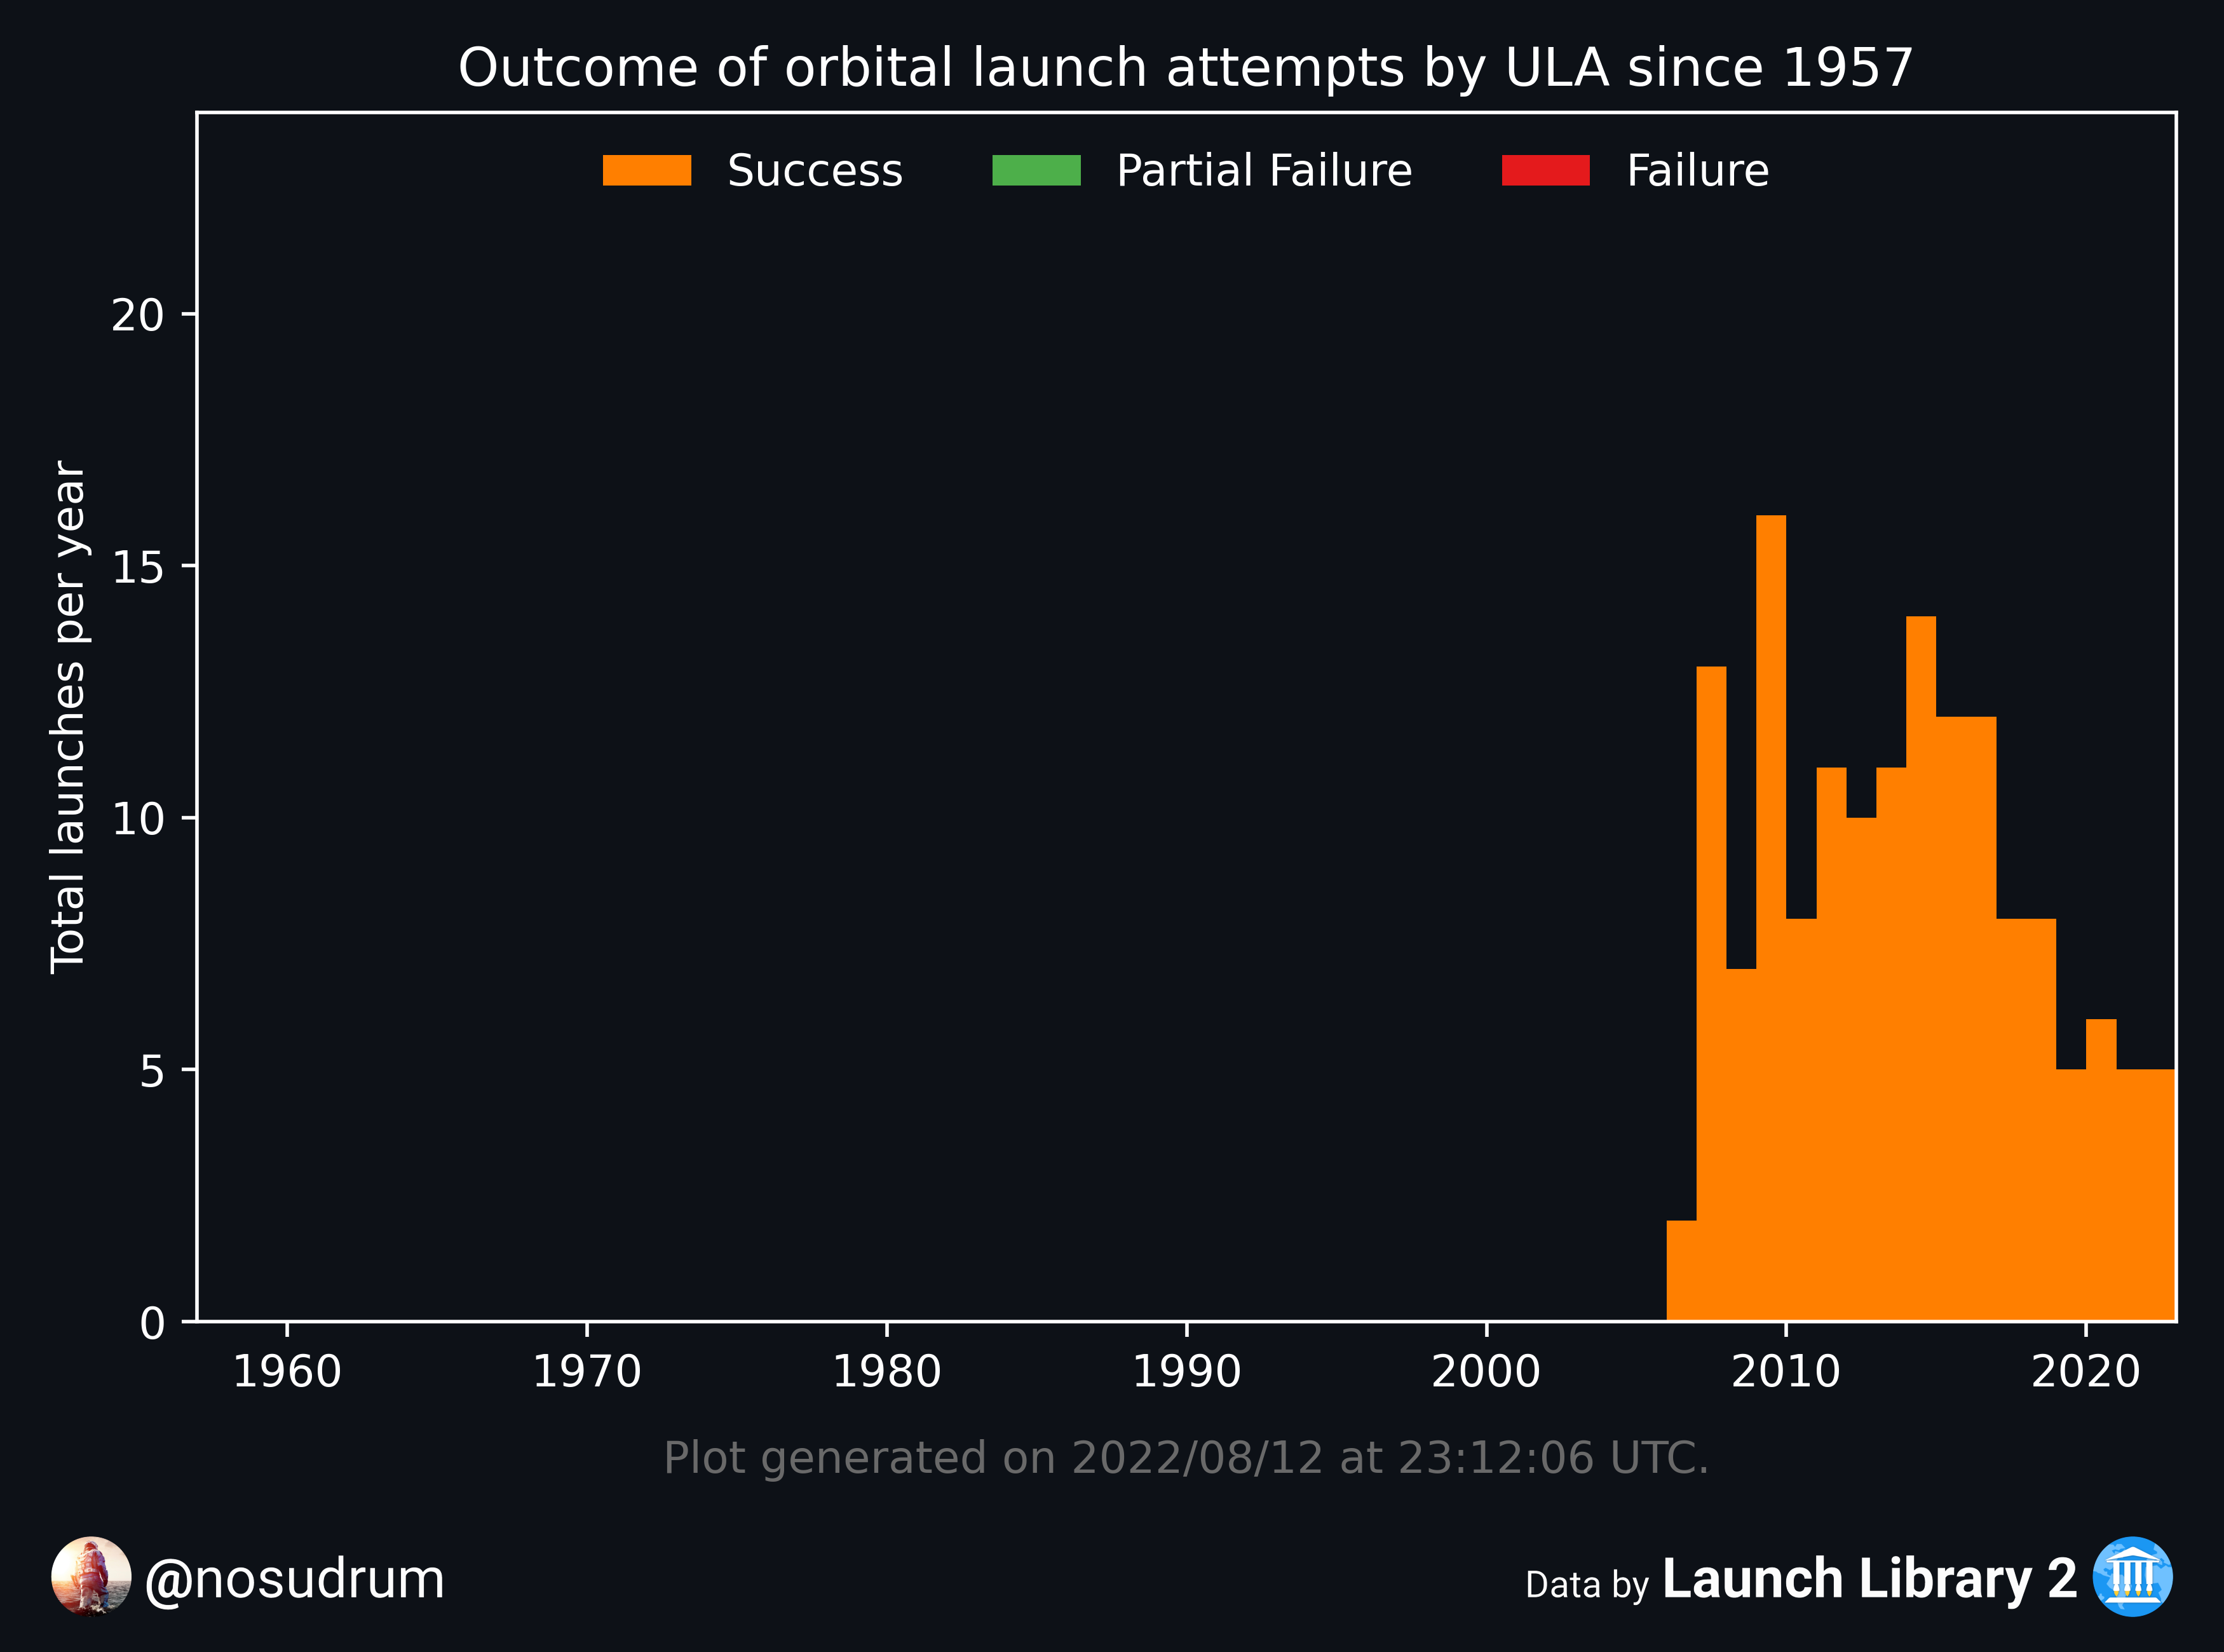 Outcome of orbital launch attempts by ULA since 1957
Success Partial Failure Failure
Total launches per year
20
15
10
5
0
1960 1970 1980 1990 2000 2010 2020
Plot generated on 2022/08/12 at 23:12:06 UTC.
@nosudrum
Data by Launch Library 2